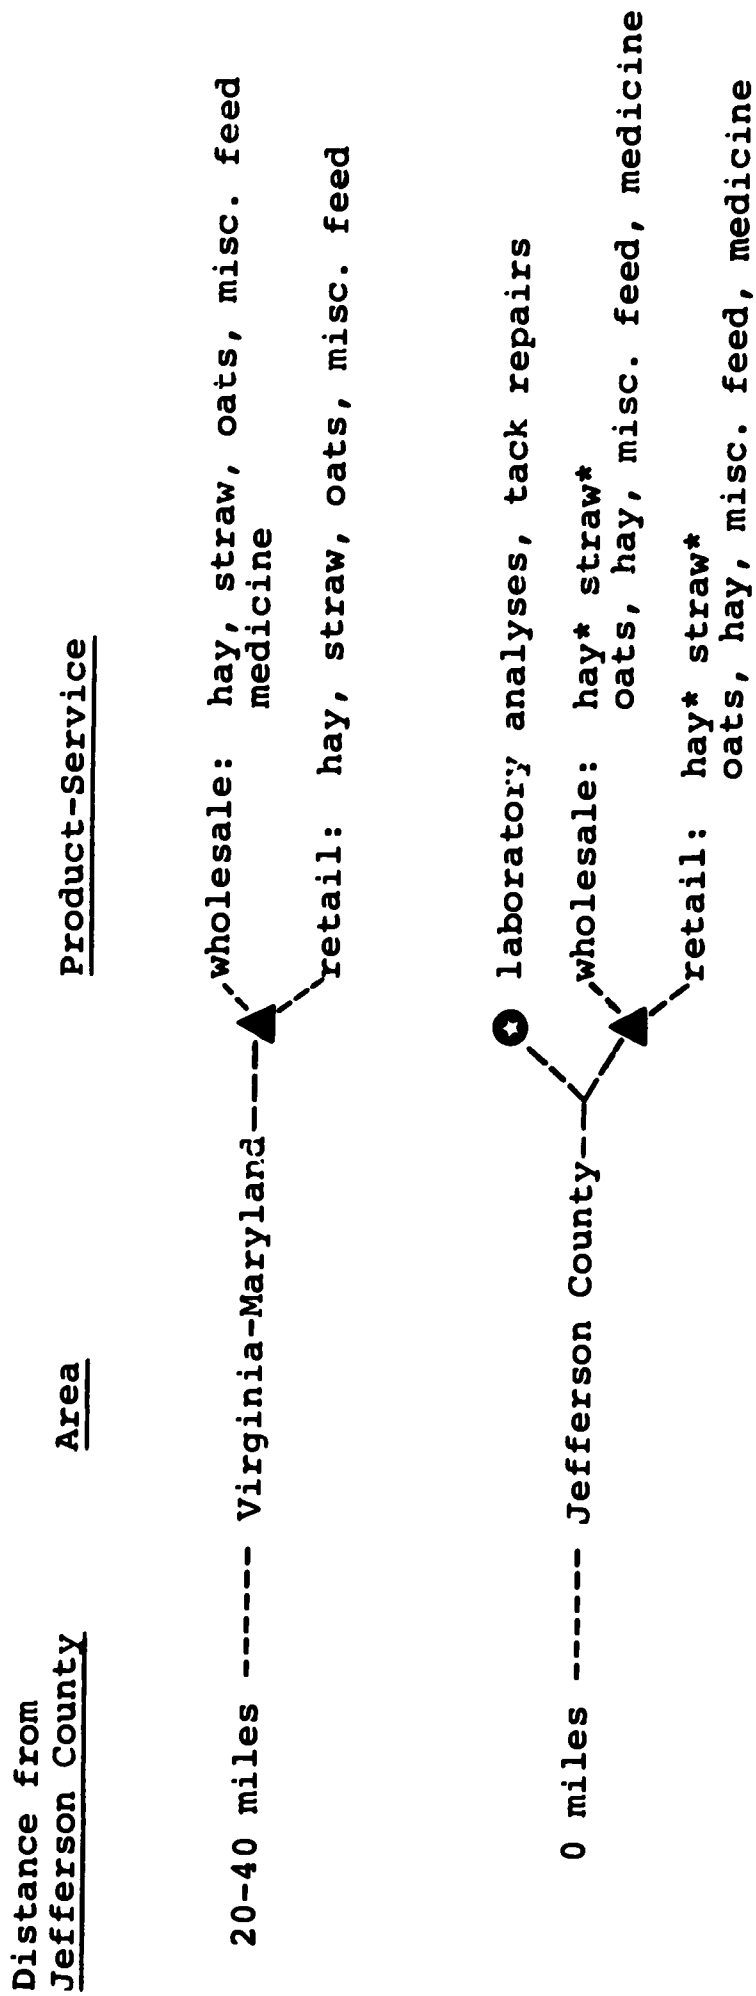 Distance from
Jefferson County Area Product-Service
wholesale: hay, straw, oats, misc. feed
medicine
20-40 miles ------ Virginia-Maryland----
retail: hay, straw, oats, misc. feed
laboratory analyses, tack repairs
wholesale: hay* straw*
0 miles ------ Jefferson County--
oats, hay, misc. feed, medicine
retail: hay* straw*
oats, hay, misc. feed, medicine